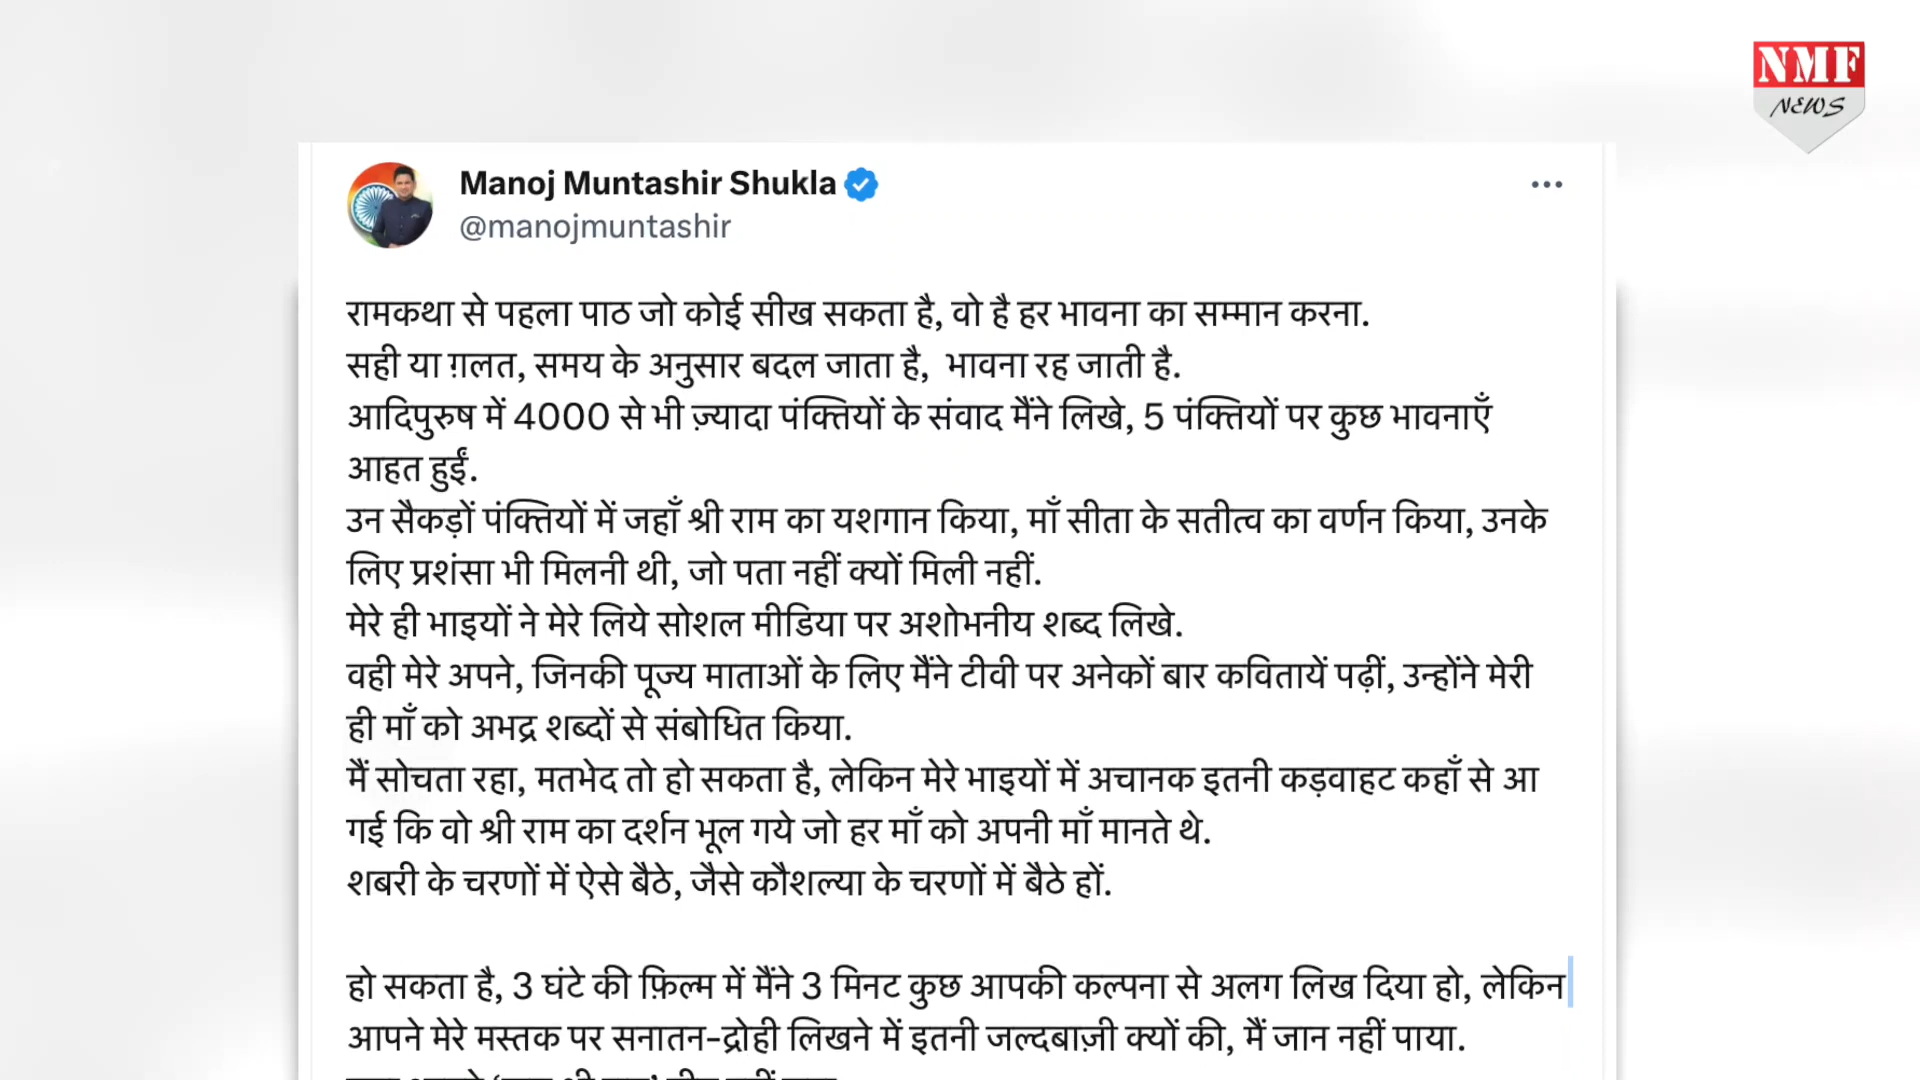 NMF
NEWS
Manoj Muntashir Shukla
@manojmuntashir
रामकथा से पहला पाठ जो कोई सीख सकता है, वो है हर भावना का सम्मान करना.
सही या ग़लत, समय के अनुसार बदल जाता है, भावना रह जाती है.
आदिपुरुष में 4000 से भी ज़्यादा पंक्तियों के संवाद मैंने लिखे, 5 पंक्तियों पर कुछ भावनाएँ
आहत हुईं.
उन सैकड़ों पंक्तियों में जहाँ श्री राम का यशगान किया, माँ सीता के सतीत्व का वर्णन किया, उनके
लिए प्रशंसा भी मिलनी थी, जो पता नहीं क्यों मिली नहीं.
मेरे ही भाइयों ने मेरे लिये सोशल मीडिया पर अशोभनीय शब्द लिखे.
वही मेरे अपने, जिनकी पूज्य माताओं के लिए मैंने टीवी पर अनेकों बार कवितायें पढ़ीं, उन्होंने मेरी
ही माँ को अभद्र शब्दों से संबोधित किया.
मैं सोचता रहा, मतभेद तो हो सकता है, लेकिन मेरे भाइयों में अचानक इतनी कड़वाहट कहाँ से आ
गई कि वो श्री राम का दर्शन भूल गये जो हर माँ को अपनी माँ मानते थे.
शबरी के चरणों में ऐसे बैठे, जैसे कौशल्या के चरणों में बैठे हों.
हो सकता है, 3 घंटे की फ़िल्म में मैंने 3 मिनट कुछ आपकी कल्पना से अलग लिख दिया हो, लेकिन
आपने मेरे मस्तक पर सनातन-द्रोही लिखने में इतनी जल्दबाज़ी क्यों की, मैं जान नहीं पाया.